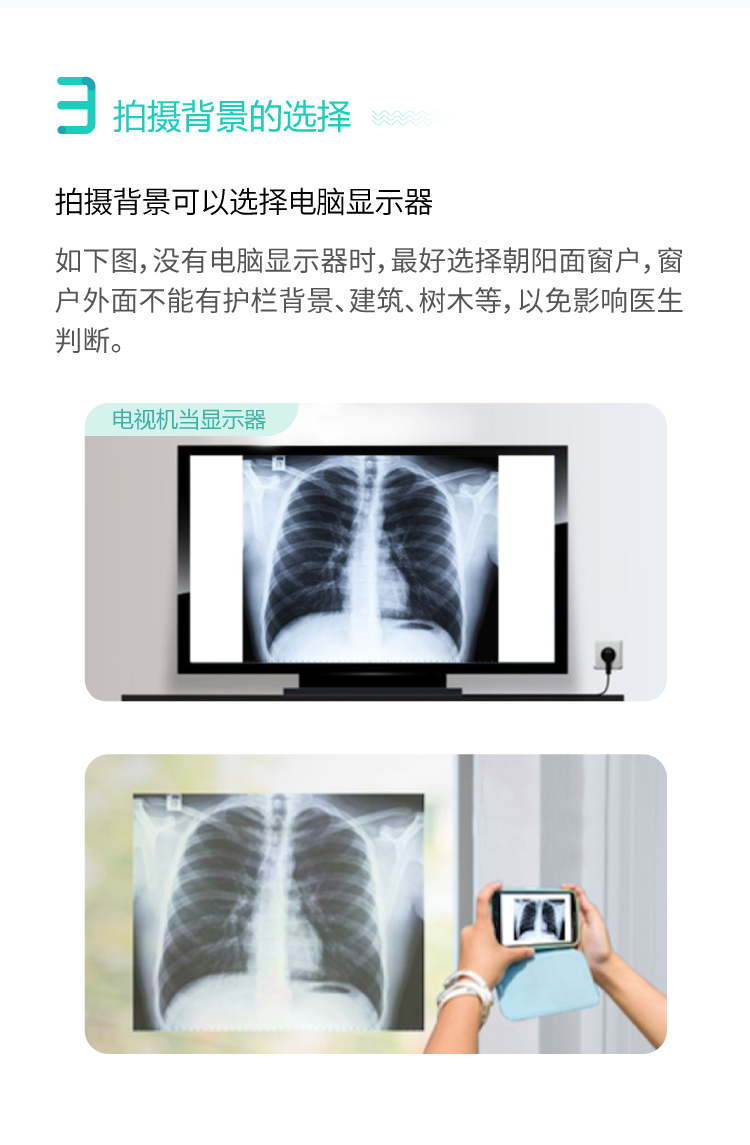 3 拍摄背景的选择
拍摄背景可以选择电脑显示器
如下图，没有电脑显示器时，最好选择朝阳面窗户，窗
户外面不能有护栏背景、建筑、树木等，以免影响医生
判断。
电视机当显示器